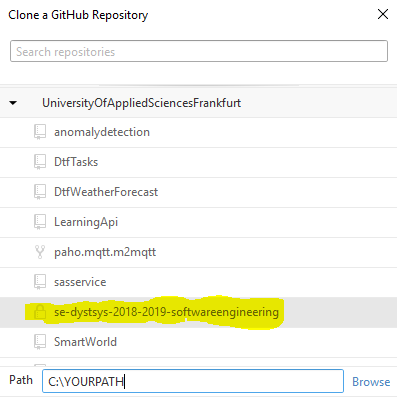 Clone a GitHub Repository
Search repositories
UniversityOfAppliedSciencesFrankfurt
anomalydetection
DtfTasks
DtfWeatherForecast
LearningApi
paho.mqtt.m2mqtt
sasservice
se-dystsys-2018-2019-softwareengineering
SmartWorld
Path C:\YOURPATH Browse